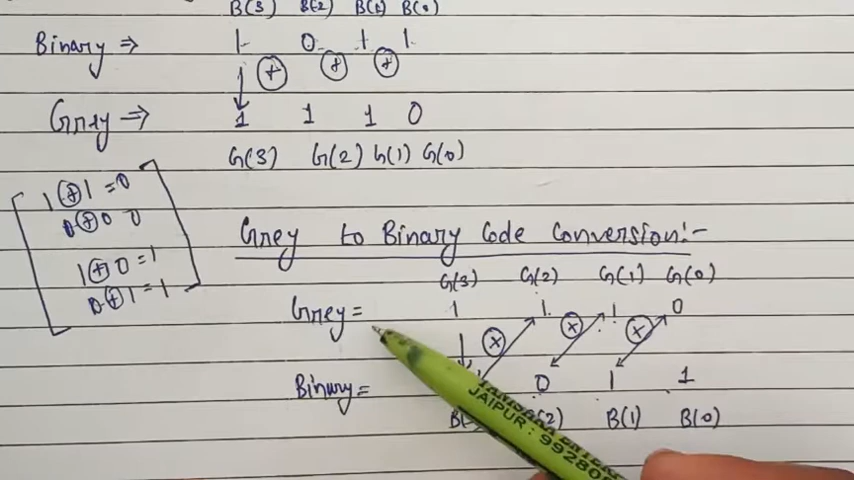 B(3) B(2) B(1) B(0)
Binary ⇒ 1 0 1 1
⊕ ⊕ ⊕
Grey ⇒ 1 1 1 0
G(3) G(2) G(1) G(0)
1 ⊕ 1 = 0
0 ⊕ 0 0
1 ⊕ 0 = 1
0 ⊕ 1 = 1
Grey to Binary Code Conversion:-
G(3) G(2) G(1) G(0)
Grey = 1 1 1 0
⊗ ⊗ ⊗
Binary = 0 1 1
B( (2) B(1) B(0)
JAIPUR : 99280